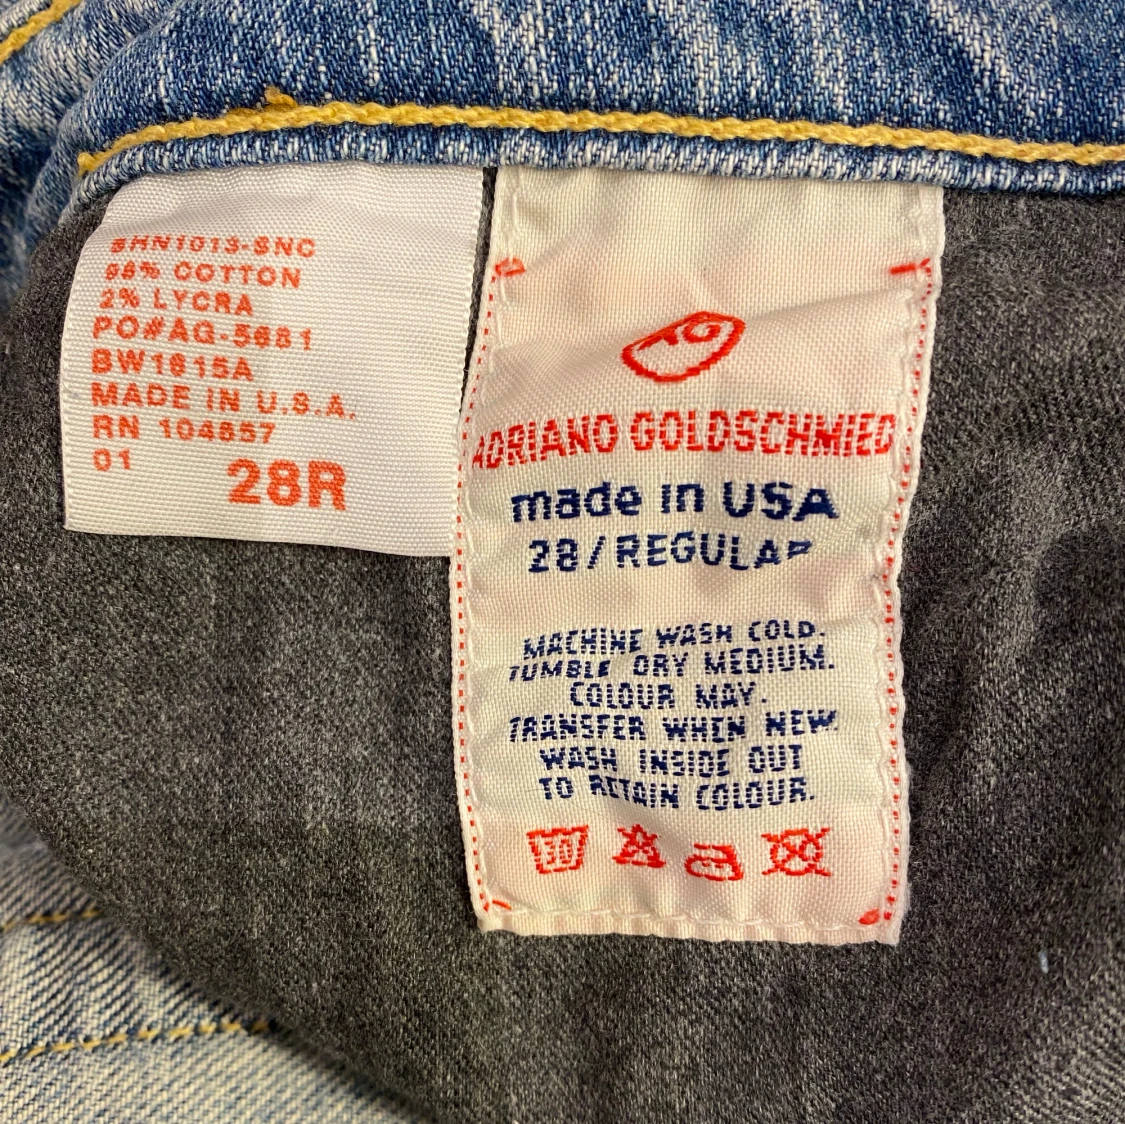 SHN1013-SNC
98% COTTON
2% LYCRA
PO#AG-5681
BW1615A
MADE IN U.S.A.
RN 104657
01 28R
AG
ADRIANO GOLDSCHMIED
made in USA
28/REGULAR
MACHINE WASH COLD.
TUMBLE DRY MEDIUM.
COLOUR MAY.
TRANSFER WHEN NEW.
WASH INSIDE OUT
TO RETAIN COLOUR.
30